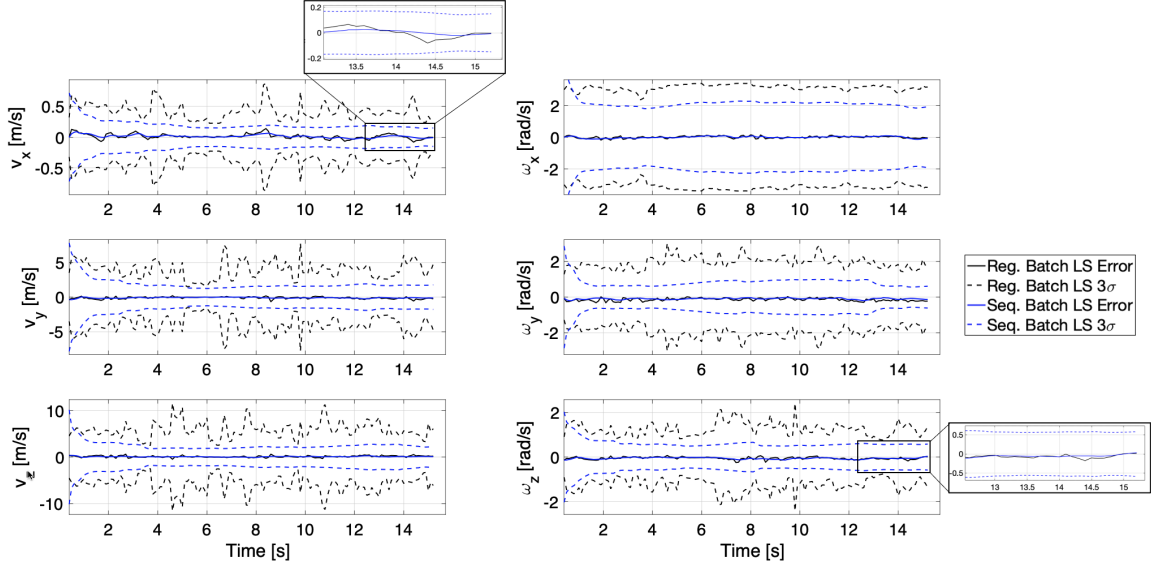 0.2
0
-0.2
13.5 14 14.5 15
0.5
0
-0.5
v_x [m/s]
2 4 6 8 10 12 14
2
0
-2
ω_x [rad/s]
2 4 6 8 10 12 14
5
0
-5
v_y [m/s]
2 4 6 8 10 12 14
2
0
-2
ω_y [rad/s]
2 4 6 8 10 12 14
Reg. Batch LS Error
Reg. Batch LS 3σ
Seq. Batch LS Error
Seq. Batch LS 3σ
10
5
0
-5
-10
v_z [m/s]
2 4 6 8 10 12 14
Time [s]
2
0
-2
ω_z [rad/s]
2 4 6 8 10 12 14
Time [s]
0.5
0
-0.5
13 13.5 14 14.5 15